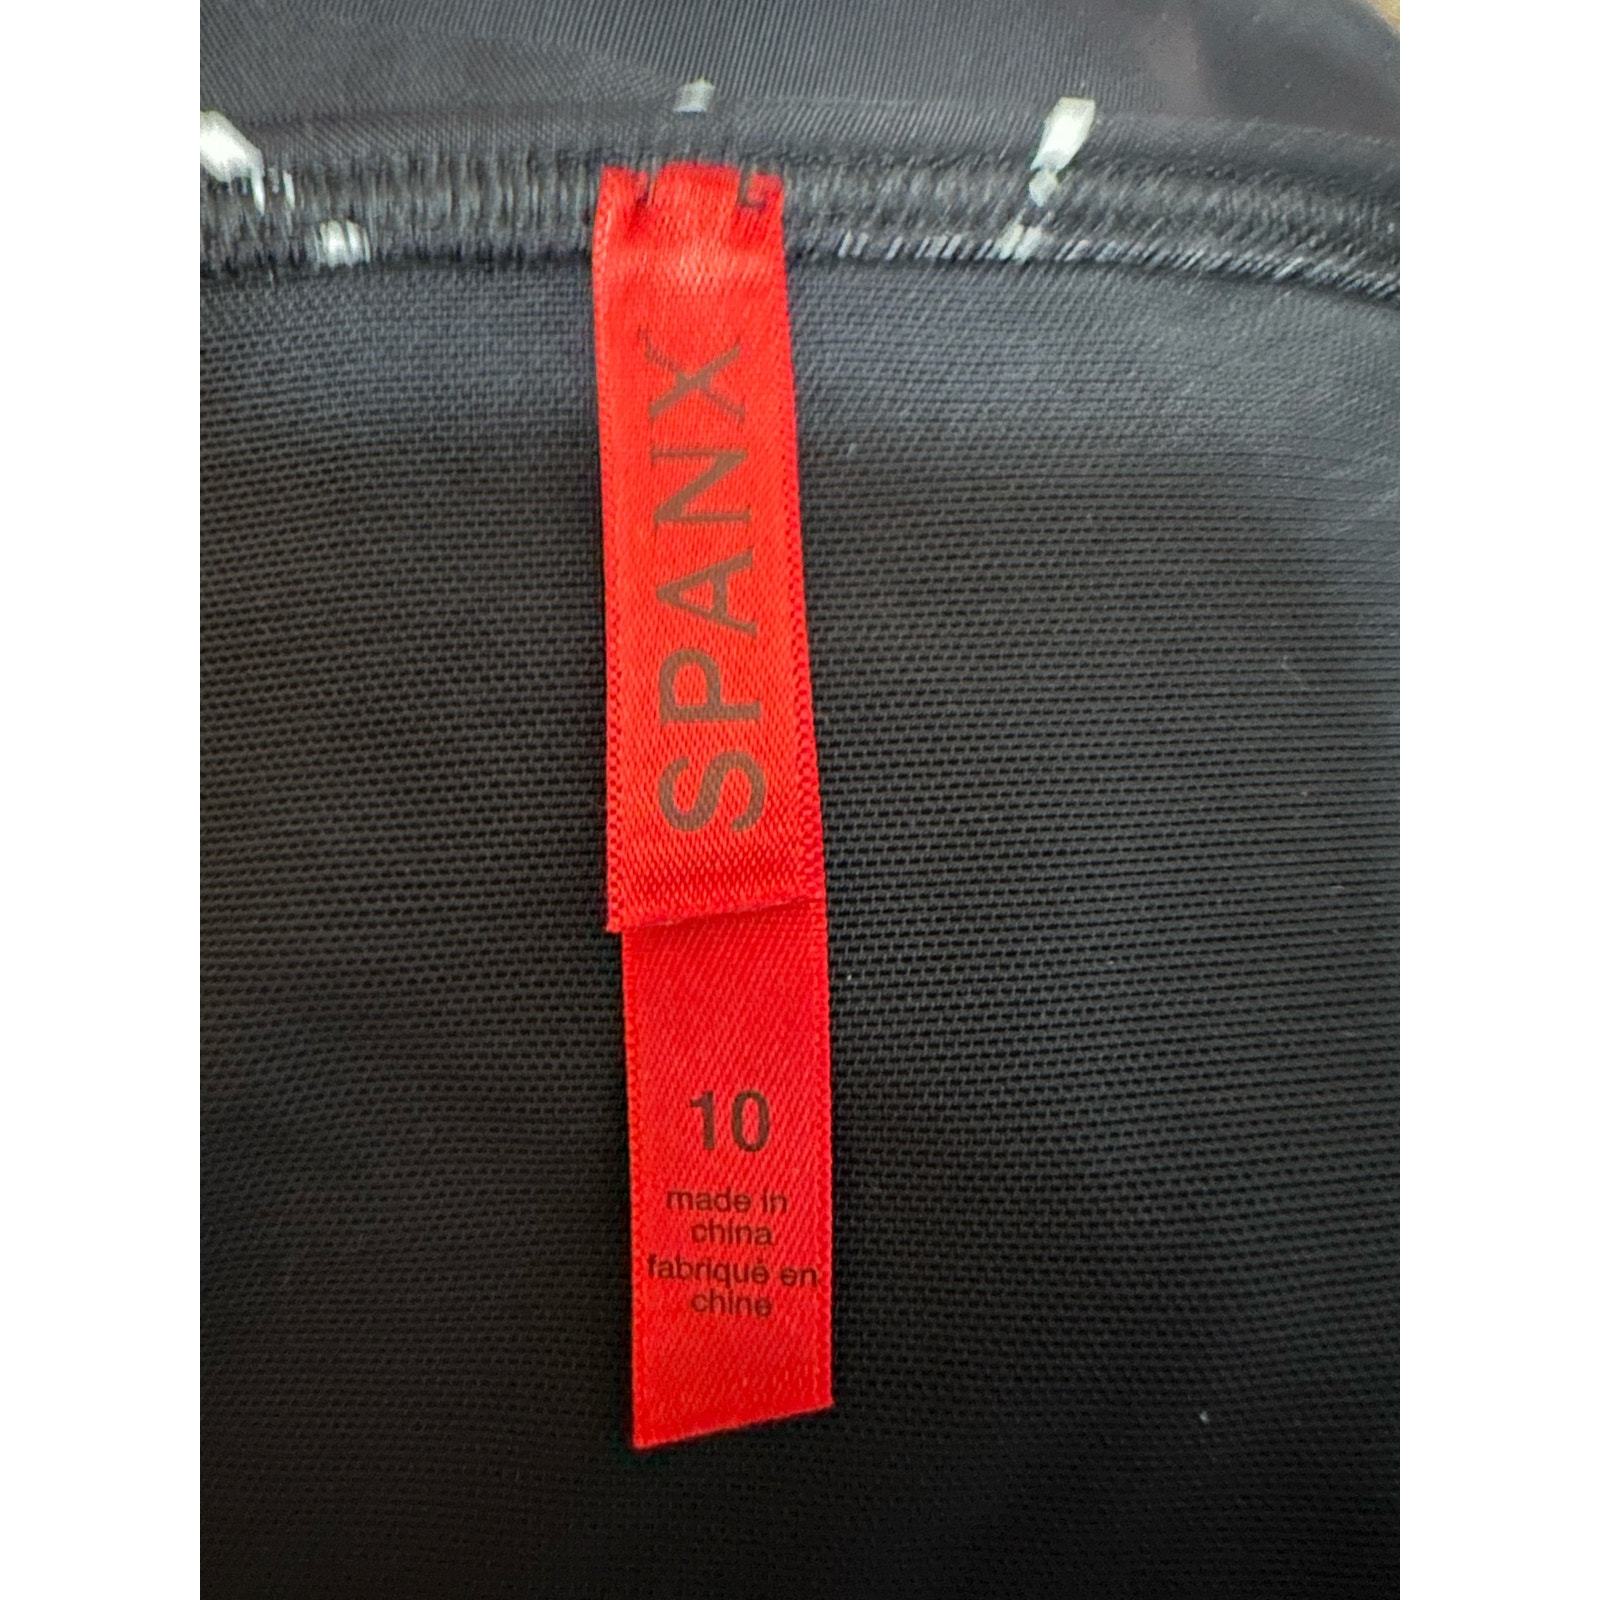 SPANX
10
made in
china
fabriqué en
chine